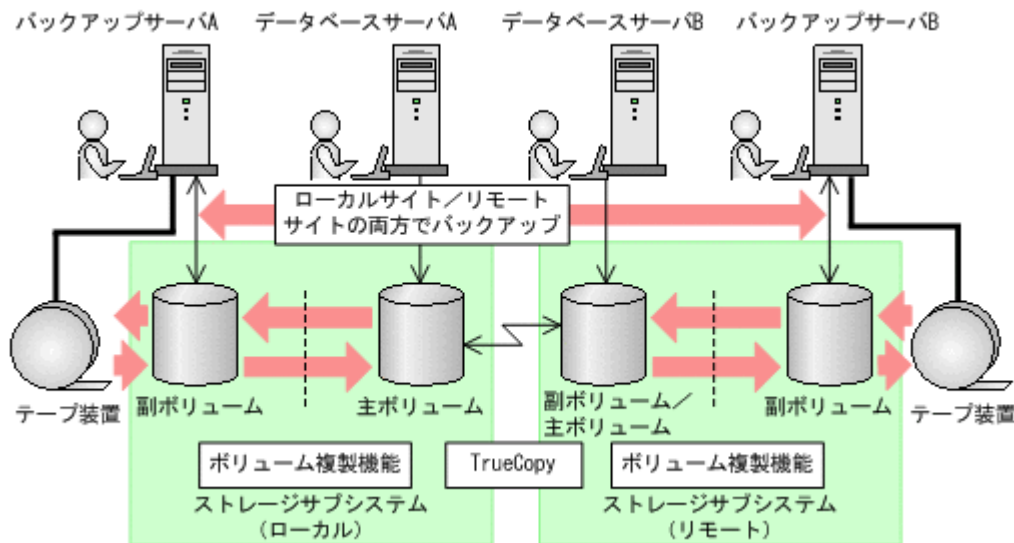 バックアップサーバA
データベースサーバA
データベースサーバB
バックアップサーバB
ローカルサイト／リモート
サイトの両方でバックアップ
テープ装置
副ボリューム
主ボリューム
副ボリューム／
主ボリューム
副ボリューム
テープ装置
ボリューム複製機能
TrueCopy
ボリューム複製機能
ストレージサブシステム
(ローカル)
ストレージサブシステム
(リモート)